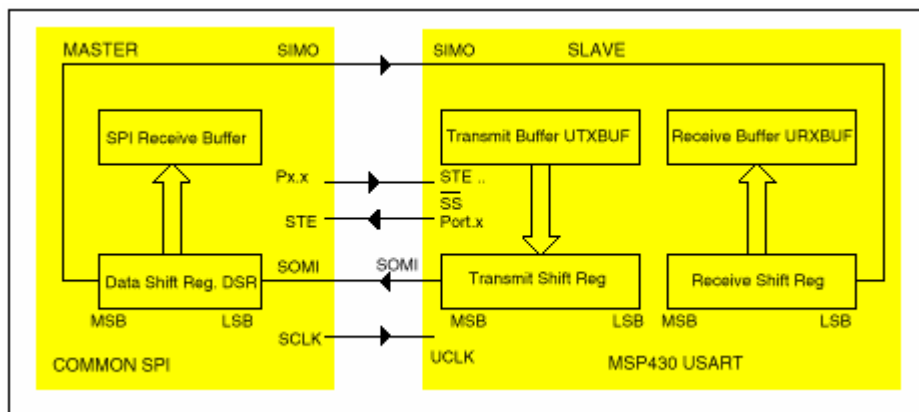 MASTER
SIMO
SIMO
SLAVE
SPI Receive Buffer
Transmit Buffer UTXBUF
Receive Buffer URXBUF
Px.x
STE ..
SS
STE
Port.x
SOMI
SOMI
Data Shift Reg. DSR
Transmit Shift Reg
Receive Shift Reg
MSB
LSB
MSB
LSB
MSB
LSB
SCLK
UCLK
COMMON SPI
MSP430 USART